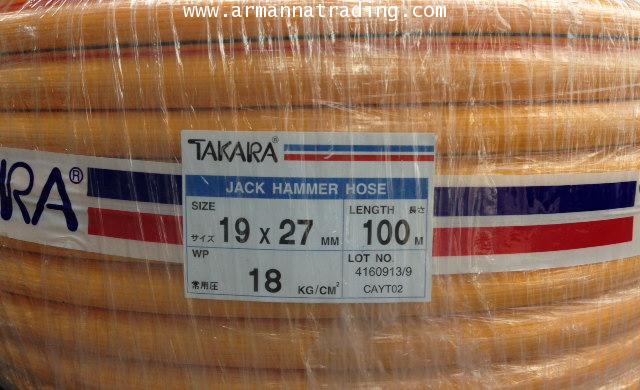 www.armannatrading.com
TAKARA®
JACK HAMMER HOSE
SIZE
サイズ 19 x 27 MM
LENGTH 長さ
100 M
WP
常用圧 18 KG/CM²
LOT NO.
4160913/9
CAYT02
RA®